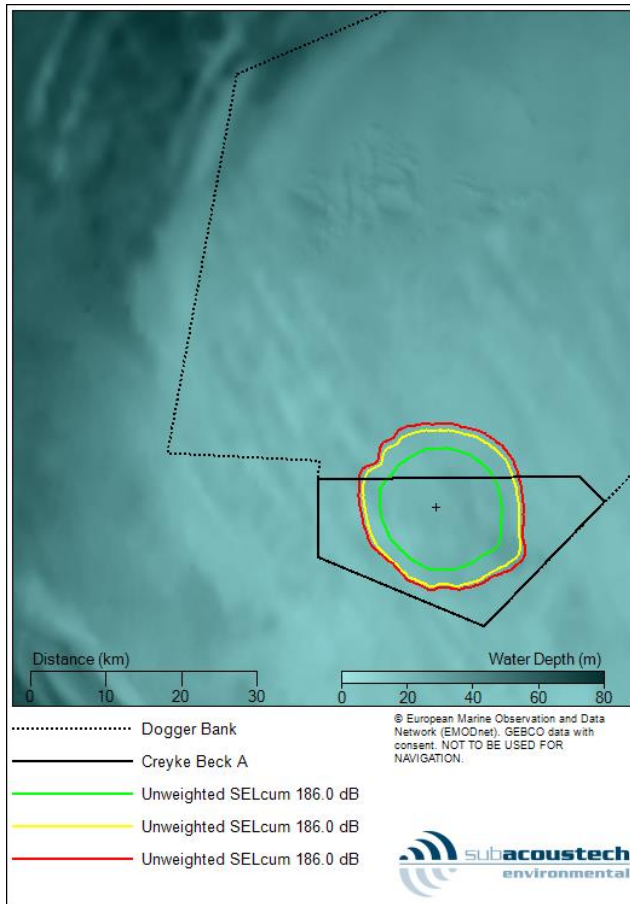 Distance (km)
0 10 20 30
Water Depth (m)
0 20 40 60 80
Dogger Bank
Creyke Beck A
Unweighted SELcum 186.0 dB
Unweighted SELcum 186.0 dB
Unweighted SELcum 186.0 dB
© European Marine Observation and Data
Network (EMODnet). GEBCO data with
consent. NOT TO BE USED FOR
NAVIGATION.
subacoustech
environmental